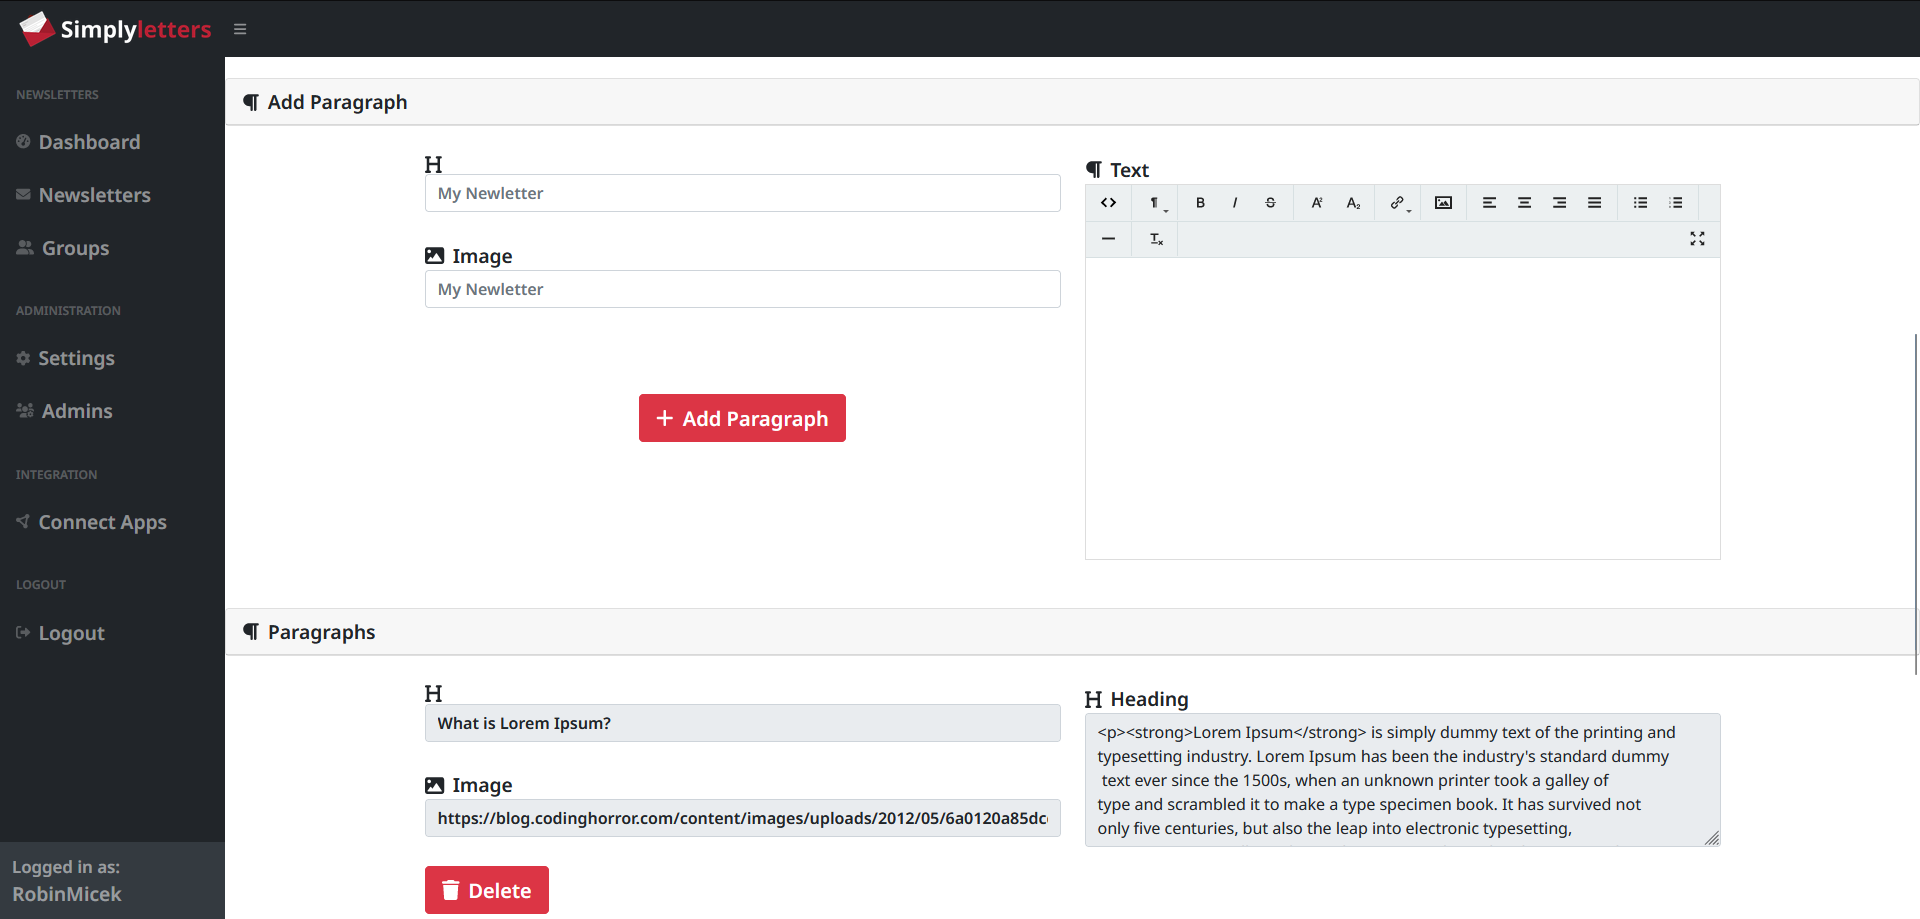 Simplyletters
NEWSLETTERS
Dashboard
Newsletters
Groups
ADMINISTRATION
Settings
Admins
INTEGRATION
Connect Apps
LOGOUT
Logout
Logged in as:
RobinMicek
Add Paragraph
My Newletter
Image
My Newletter
Add Paragraph
Text
Paragraphs
What is Lorem Ipsum?
Image
https://blog.codinghorror.com/content/images/uploads/2012/05/6a0120a85dc
Delete
Heading
<p><strong>Lorem Ipsum</strong> is simply dummy text of the printing and
typesetting industry. Lorem Ipsum has been the industry's standard dummy
text ever since the 1500s, when an unknown printer took a galley of
type and scrambled it to make a type specimen book. It has survived not
only five centuries, but also the leap into electronic typesetting,